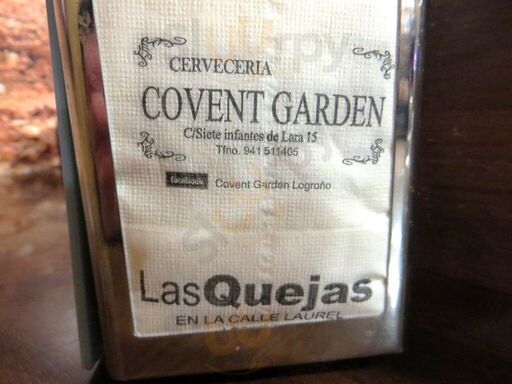 CERVECERIA
COVENT GARDEN
C/Siete infantes de Lara 15
Tfno. 941 511405
facebook Covent Garden Logroño
LasQuejas
EN LA CALLE LAUREL